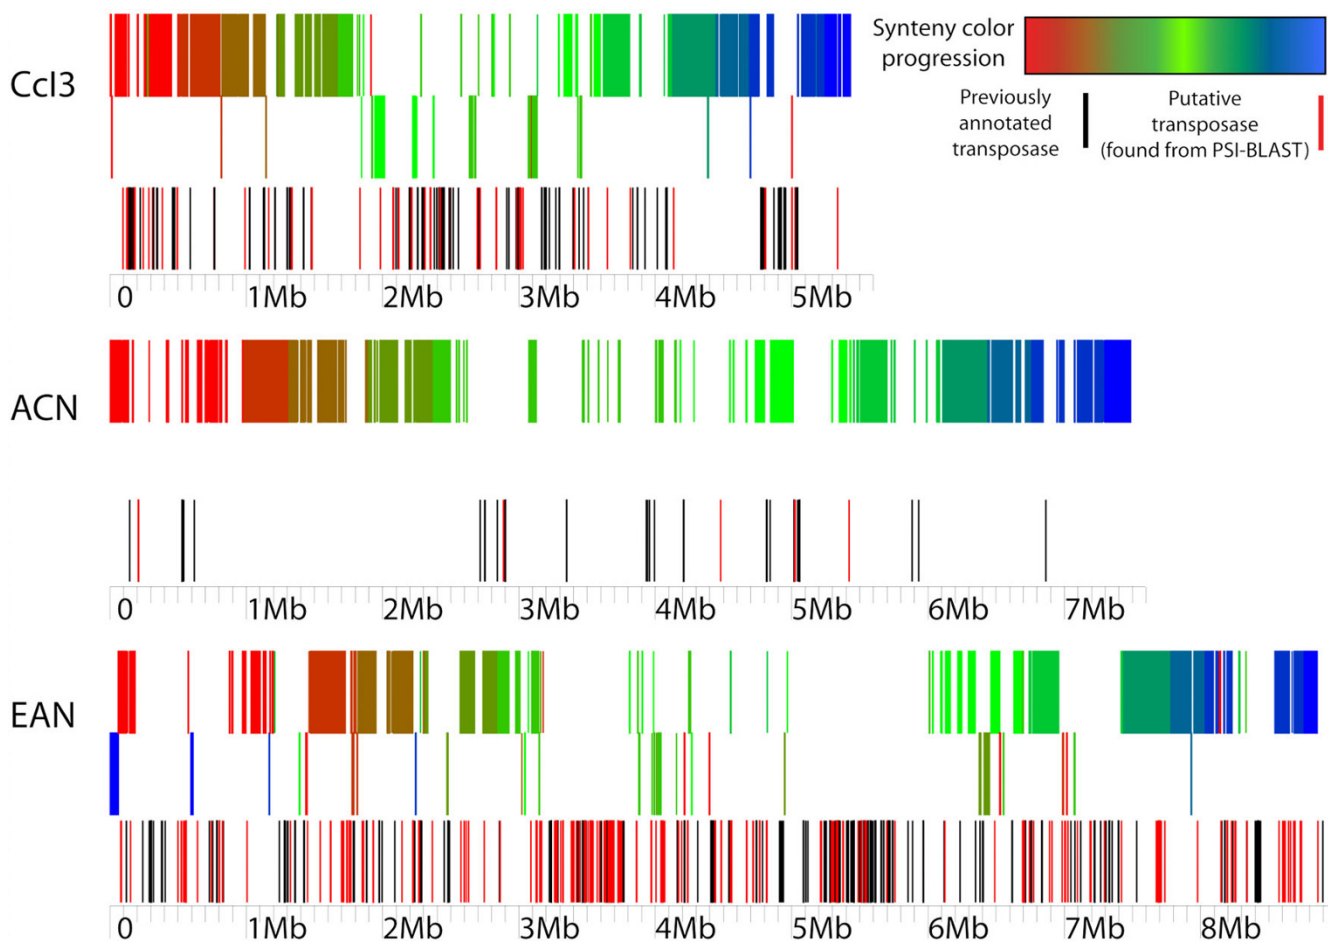 Synteny color
progression
Previously
annotated
transposase
Putative
transposase
(found from PSI-BLAST)
CcI3
0 1Mb 2Mb 3Mb 4Mb 5Mb
ACN
0 1Mb 2Mb 3Mb 4Mb 5Mb 6Mb 7Mb
EAN
0 1Mb 2Mb 3Mb 4Mb 5Mb 6Mb 7Mb 8Mb